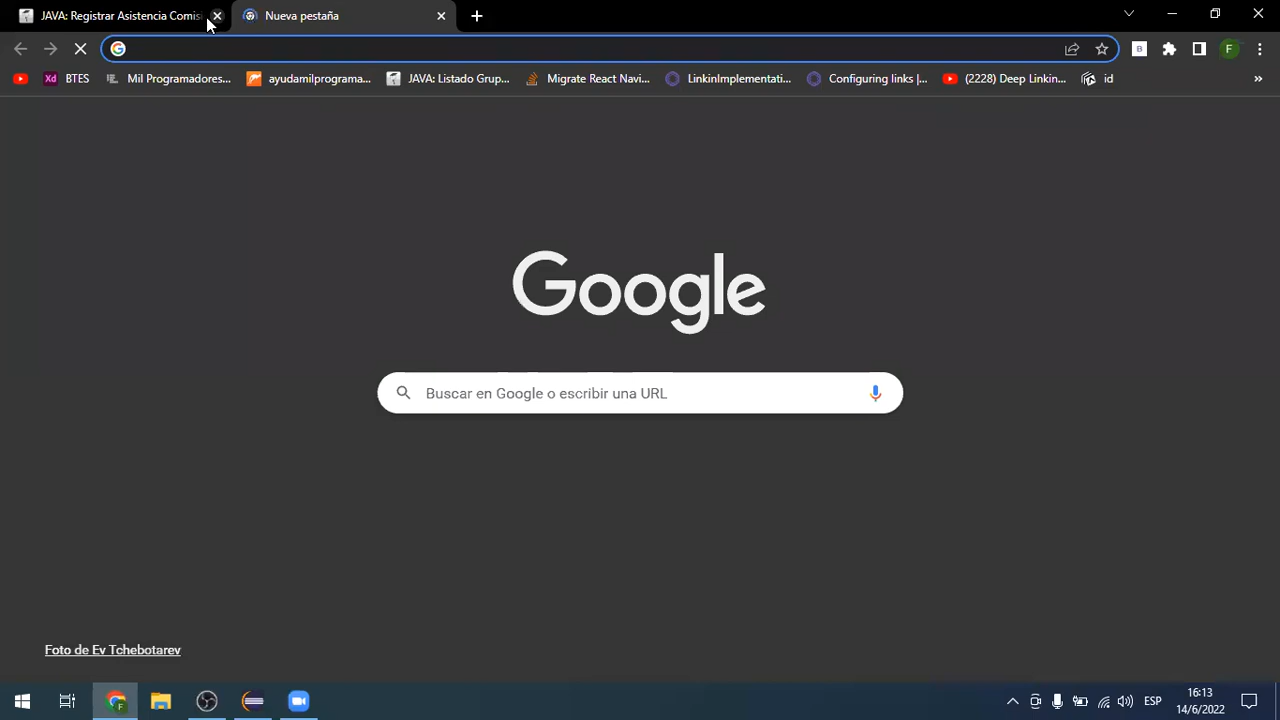 JAVA: Registrar Asistencia Comis
Nueva pestaña
BTES
Mil Programadores...
ayudamilprograma...
JAVA: Listado Grup...
Migrate React Navi...
LinkinImplementati...
Configuring links |...
(2228) Deep Linkin...
id
Xd
B
F
Google
Buscar en Google o escribir una URL
Foto de Ev Tchebotarev
ESP
16:13
14/6/2022